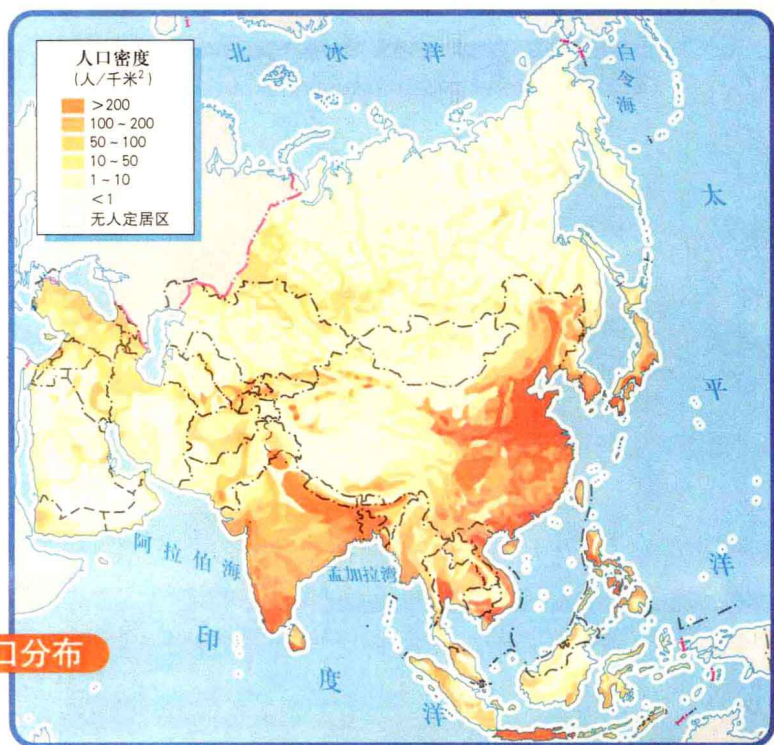 人口密度
(人/千米²)
>200
100~200
50~100
10~50
1~10
<1
无人定居区
北冰洋
白令海
太平洋
阿拉伯海
孟加拉湾
印度洋
口分布